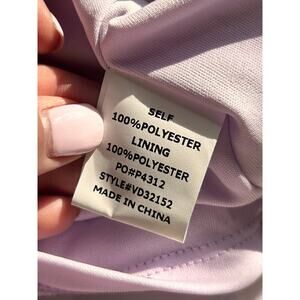 SELF
100%POLYESTER
LINING
100%POLYESTER
PO#P4312
STYLE#VD32152
MADE IN CHINA